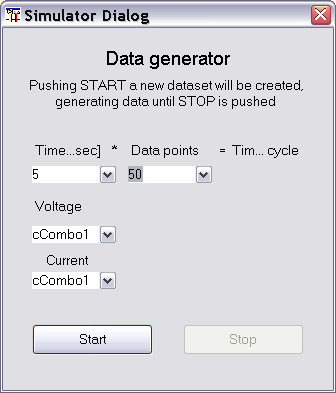 Simulator Dialog
Data generator
Pushing START a new dataset will be created,
generating data until STOP is pushed
Time...sec] * Data points = Tim... cycle
5 50
Voltage
cCombo1
Current
cCombo1
Start Stop